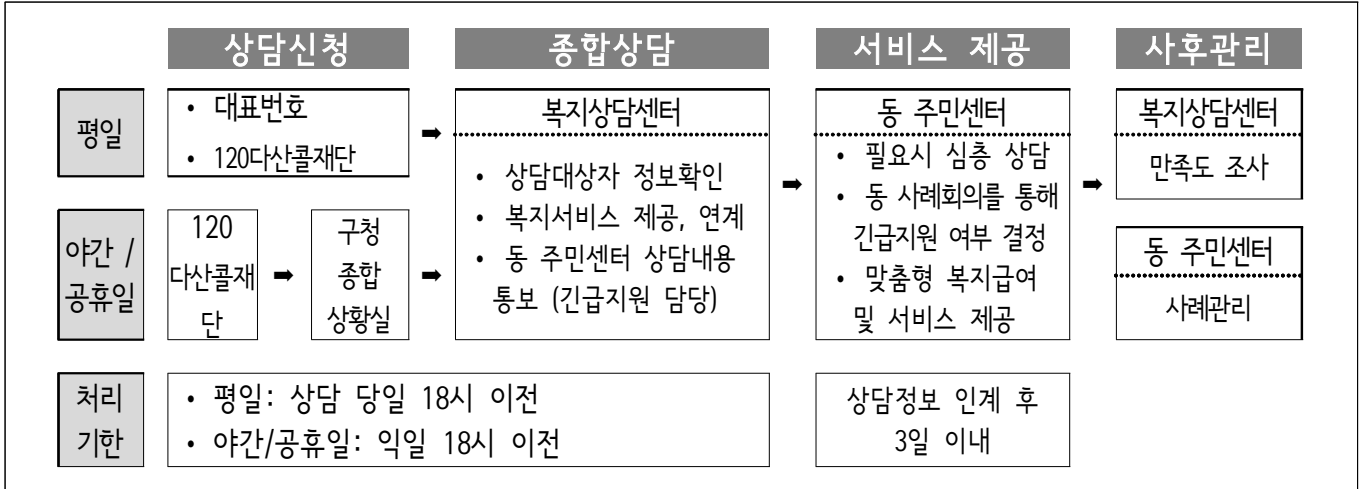 상담신청
종합상담
서비스 제공
사후관리
평일
• 대표번호
• 120다산콜재단
➡
복지상담센터
• 상담대상자 정보확인
• 복지서비스 제공, 연계
• 동 주민센터 상담내용
통보 (긴급지원 담당)
➡
동 주민센터
• 필요시 심층 상담
• 동 사례회의를 통해
긴급지원 여부 결정
• 맞춤형 복지급여
및 서비스 제공
➡
복지상담센터
만족도 조사
동 주민센터
사례관리
야간 /
공휴일
120
다산콜재
단
➡
구청
종합
상황실
➡
처리
기한
• 평일: 상담 당일 18시 이전
• 야간/공휴일: 익일 18시 이전
상담정보 인계 후
3일 이내